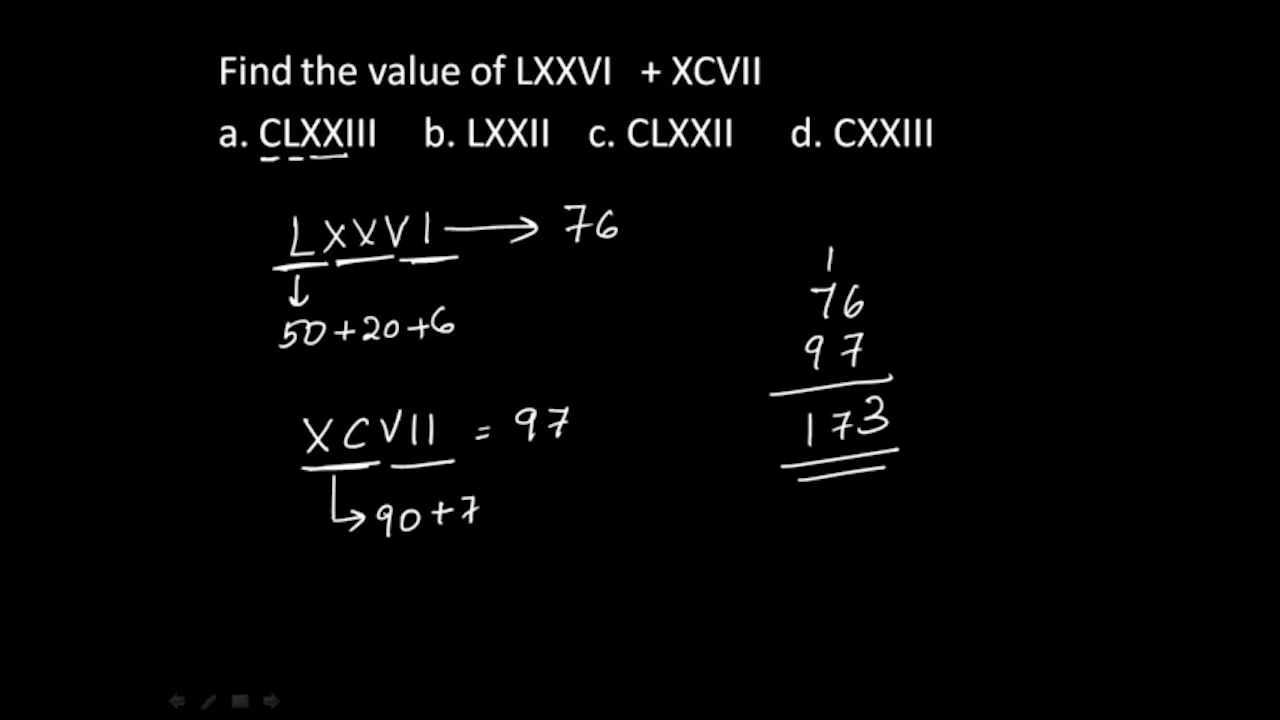 Find the value of LXXVI + XCVII
a. CLXXIII b. LXXII c. CLXXII d. CXXIII
LXXVI → 76
↓
50+20+6
XCVII = 97
↳ 90+7
1
76
97
173